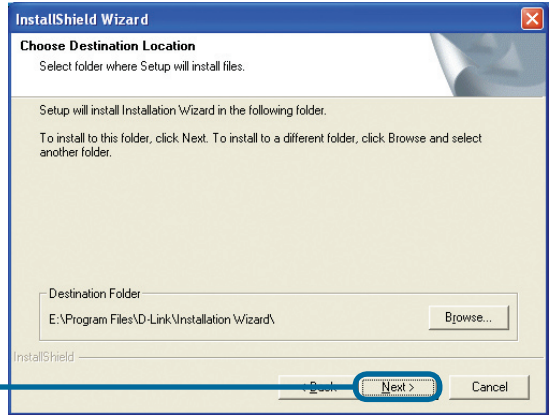 InstallShield Wizard
Choose Destination Location
Select folder where Setup will install files.
Setup will install Installation Wizard in the following folder.
To install to this folder, click Next. To install to a different folder, click Browse and select
another folder.
Destination Folder
E:\Program Files\D-Link\Installation Wizard\
Browse...
InstallShield
< Back
Next >
Cancel